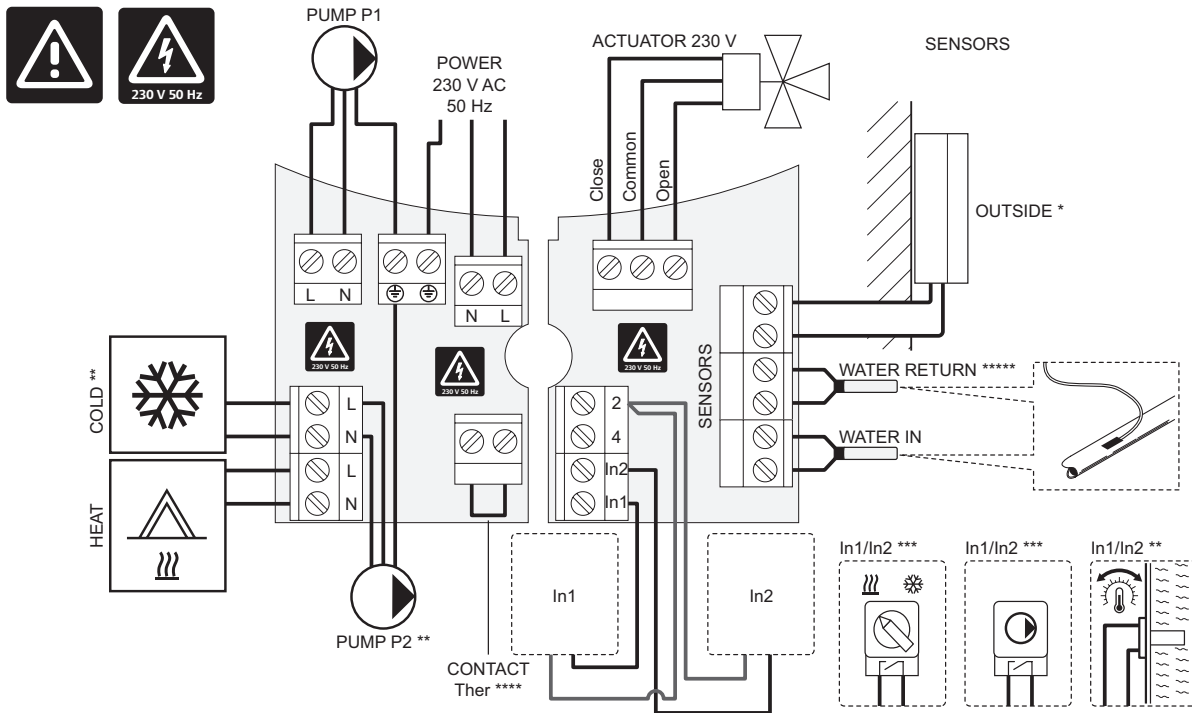 PUMP P1
230 V 50 Hz
POWER
230 V AC
50 Hz
ACTUATOR 230 V
SENSORS
Close
Common
Open
OUTSIDE *
L N
N L
230 V 50 Hz
230 V 50 Hz
230 V 50 Hz
SENSORS
WATER RETURN *****
WATER IN
COLD **
HEAT
L
N
L
N
2
4
In2
In1
PUMP P2 **
CONTACT
Ther ****
In1
In2
In1/In2 ***
In1/In2 ***
In1/In2 **